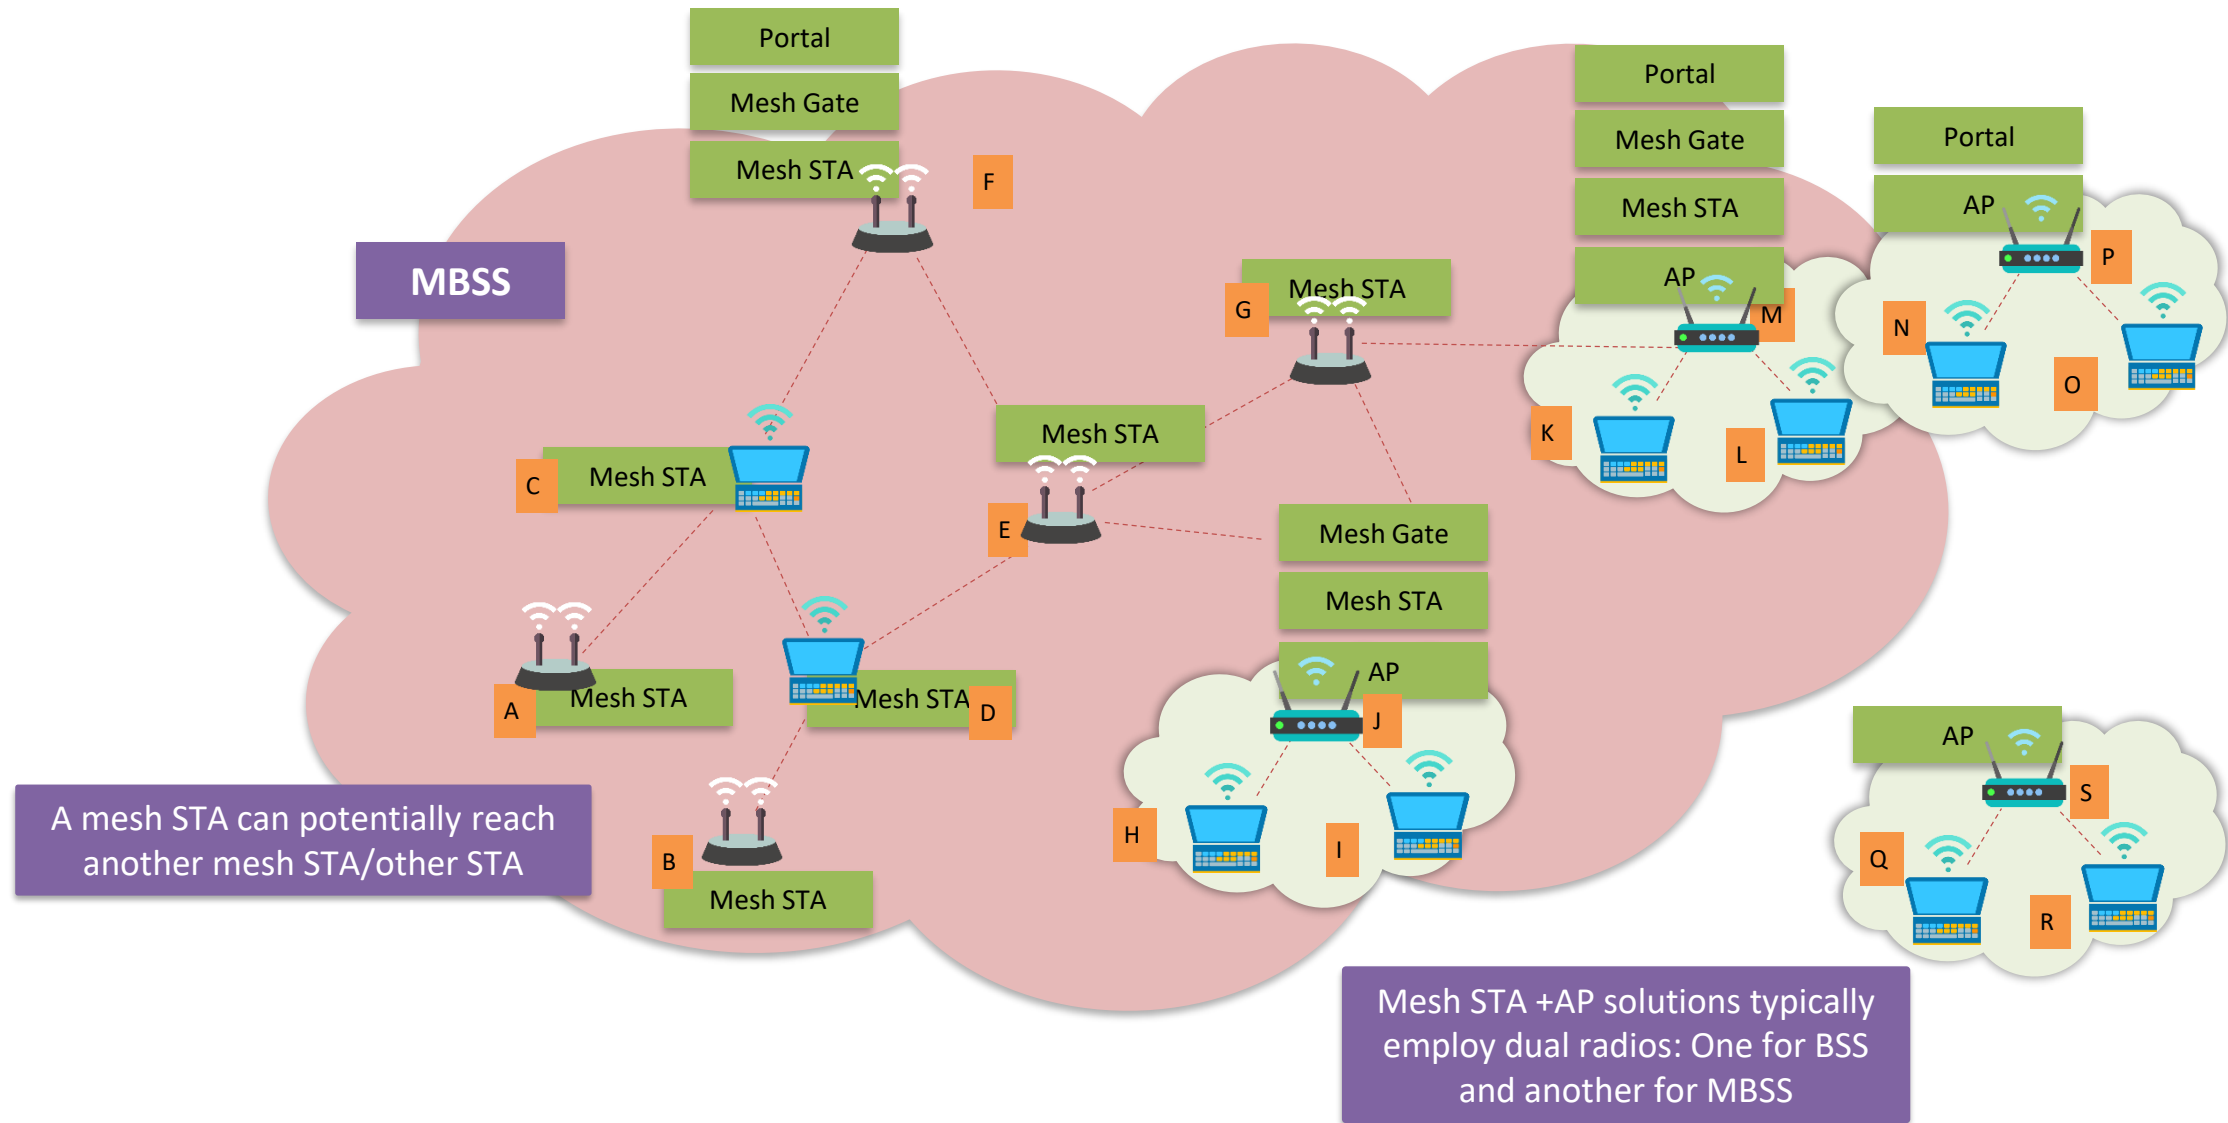 Portal
Mesh Gate
Mesh STA
F
Portal
Mesh Gate
Mesh STA
AP
M
Portal
AP
P
MBSS
Mesh STA
G
N
O
K
L
Mesh STA
C
Mesh STA
E
Mesh Gate
Mesh STA
AP
J
Mesh STA
A
Mesh STA
D
H
I
AP
S
Q
R
B
Mesh STA
A mesh STA can potentially reach
another mesh STA/other STA
Mesh STA +AP solutions typically
employ dual radios: One for BSS
and another for MBSS